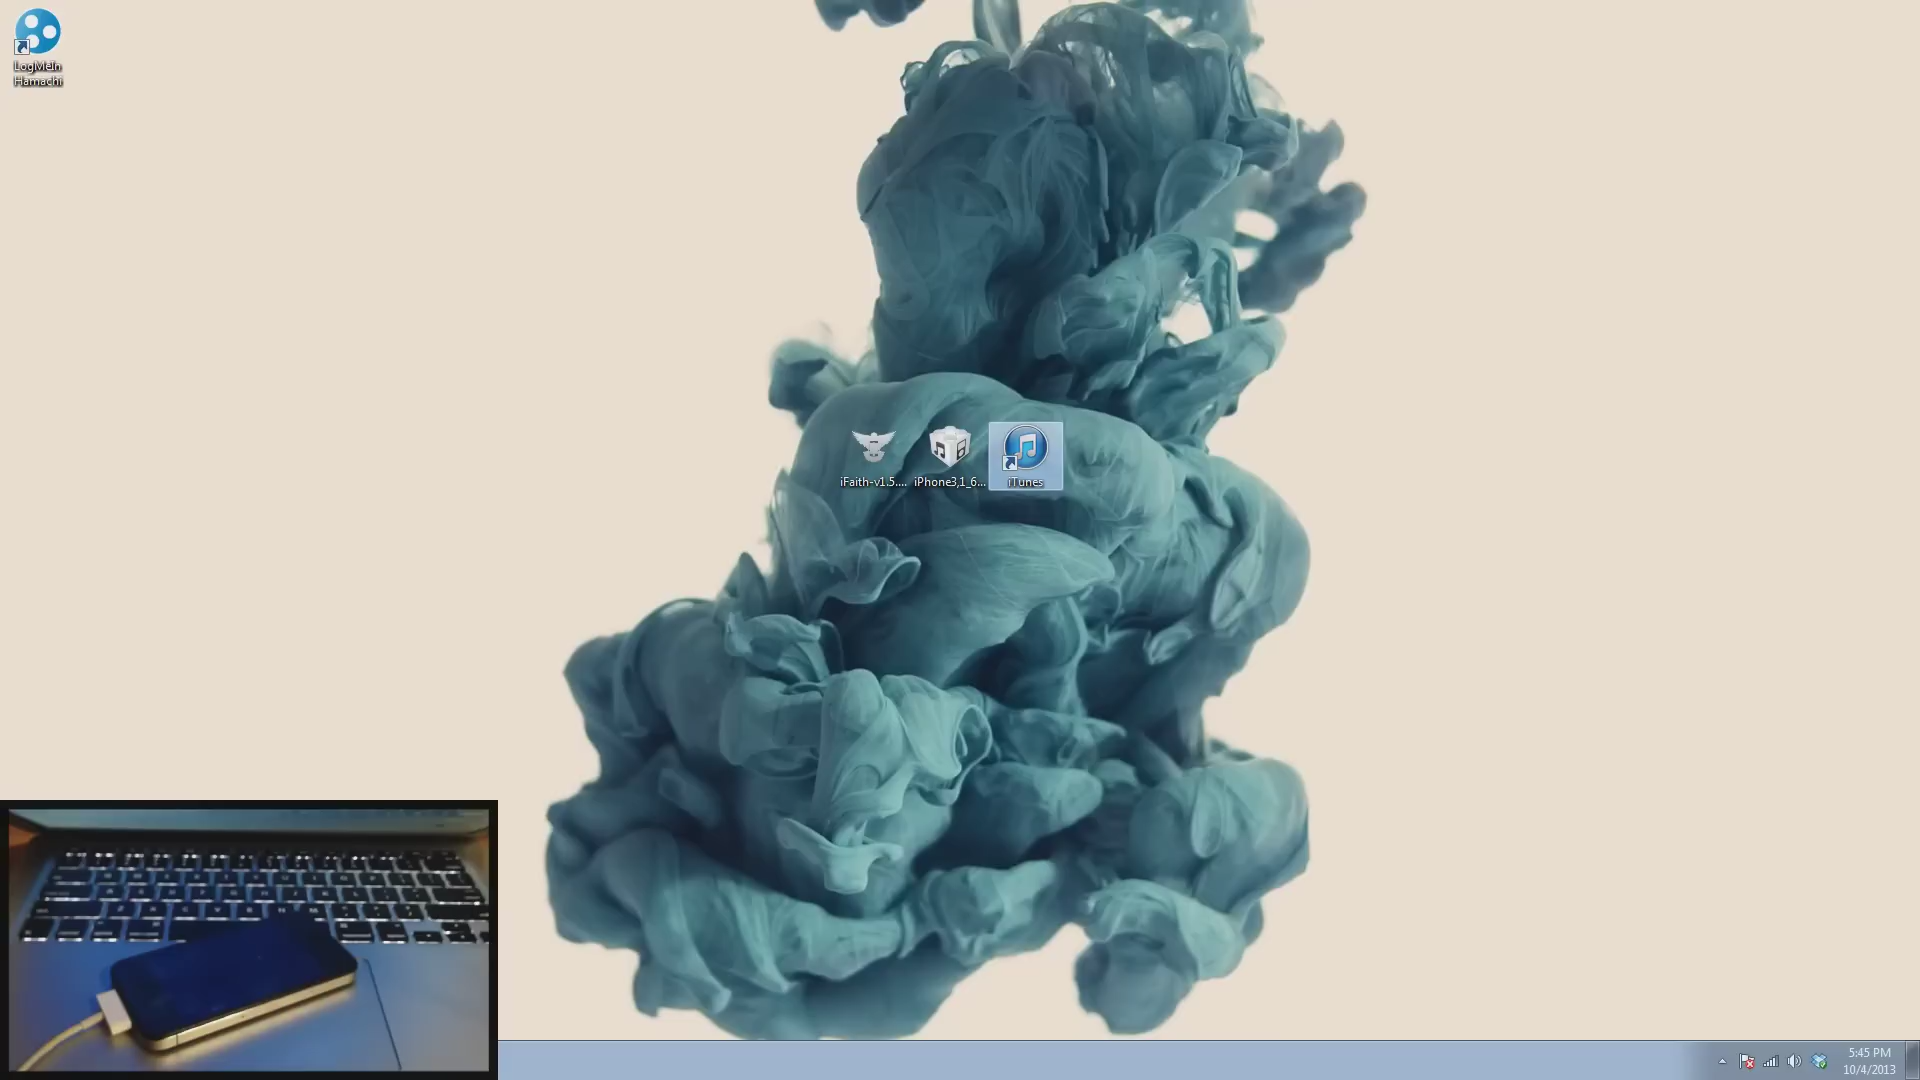 LogMeIn
Hamachi
iFaith-v1.5....
iPhone3,1_6...
iTunes
5:45 PM
10/4/2013